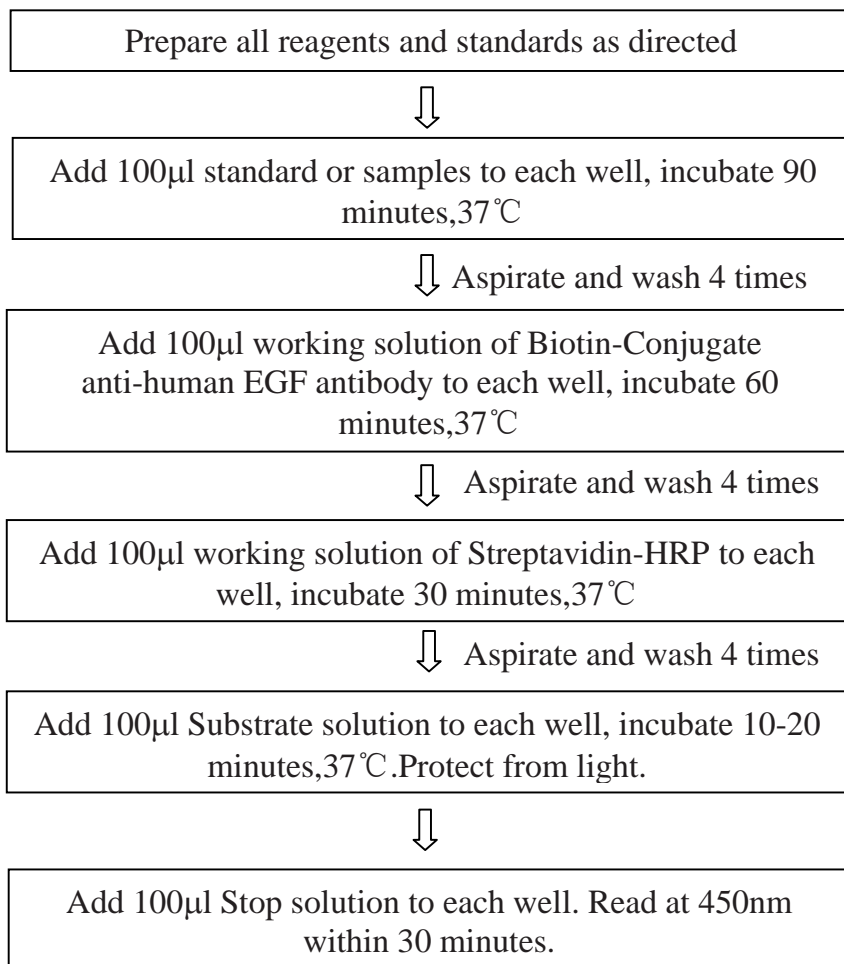 Prepare all reagents and standards as directed
Add 100μl standard or samples to each well, incubate 90
minutes,37℃
Aspirate and wash 4 times
Add 100μl working solution of Biotin-Conjugate
anti-human EGF antibody to each well, incubate 60
minutes,37℃
Aspirate and wash 4 times
Add 100μl working solution of Streptavidin-HRP to each
well, incubate 30 minutes,37℃
Aspirate and wash 4 times
Add 100μl Substrate solution to each well, incubate 10-20
minutes,37℃.Protect from light.
Add 100μl Stop solution to each well. Read at 450nm
within 30 minutes.